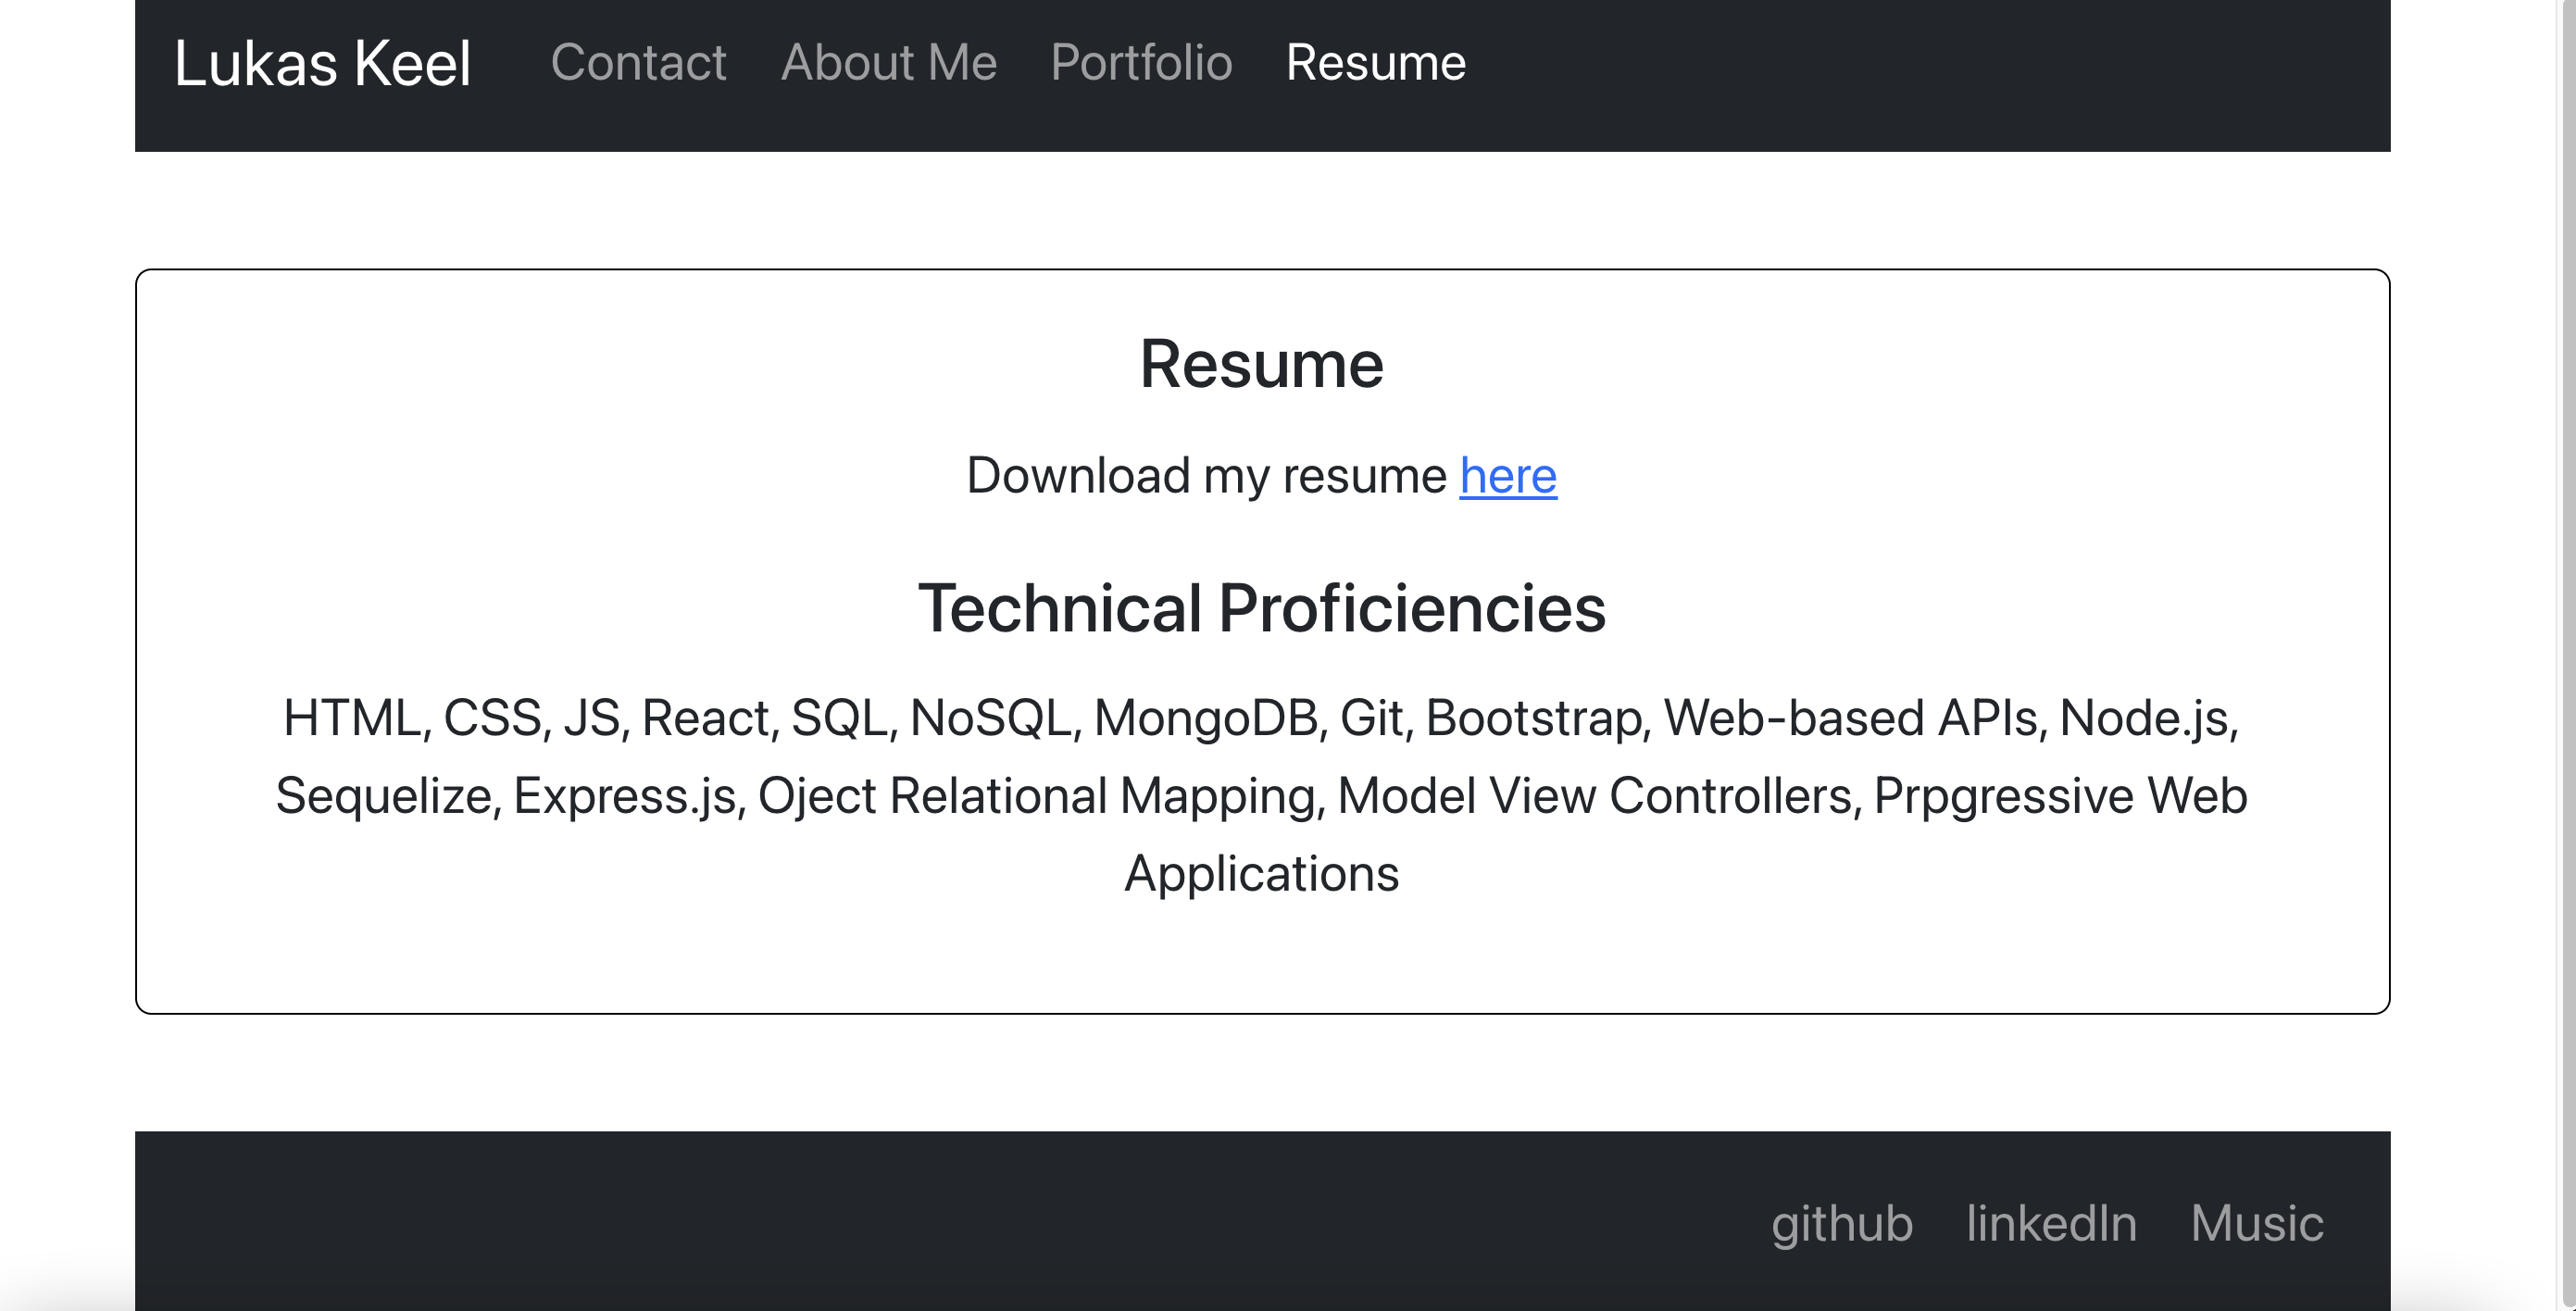 Lukas Keel Contact About Me Portfolio Resume
Resume
Download my resume here
Technical Proficiencies
HTML, CSS, JS, React, SQL, NoSQL, MongoDB, Git, Bootstrap, Web-based APIs, Node.js,
Sequelize, Express.js, Oject Relational Mapping, Model View Controllers, Prpgressive Web
Applications
github linkedIn Music